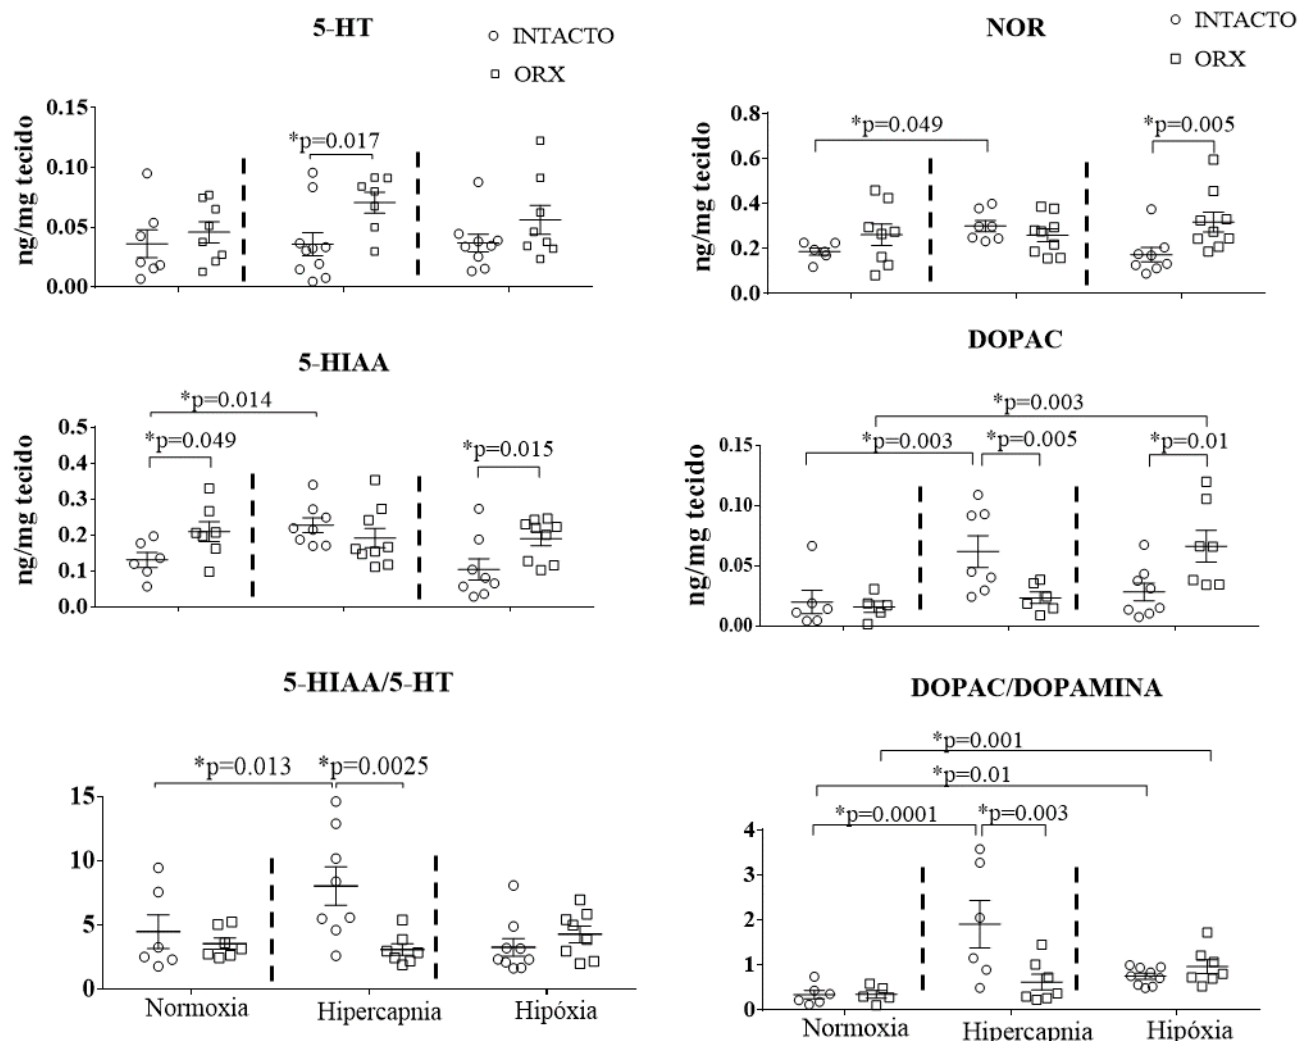 5-HT
INTACTO
ORX
ng/mg tecido
0.15
0.10
0.05
0.00
*p=0.017
NOR
INTACTO
ORX
ng/mg tecido
0.8
0.6
0.4
0.2
0.0
*p=0.049
*p=0.005
5-HIAA
ng/mg tecido
0.5
0.4
0.3
0.2
0.1
0.0
*p=0.014
*p=0.049
*p=0.015
DOPAC
ng/mg tecido
0.15
0.10
0.05
0.00
*p=0.003
*p=0.003
*p=0.005
*p=0.01
5-HIAA/5-HT
15
10
5
0
*p=0.013
*p=0.0025
Normoxia
Hipercapnia
Hipóxia
DOPAC/DOPAMINA
4
3
2
1
0
*p=0.001
*p=0.01
*p=0.0001
*p=0.003
Normoxia
Hipercapnia
Hipóxia